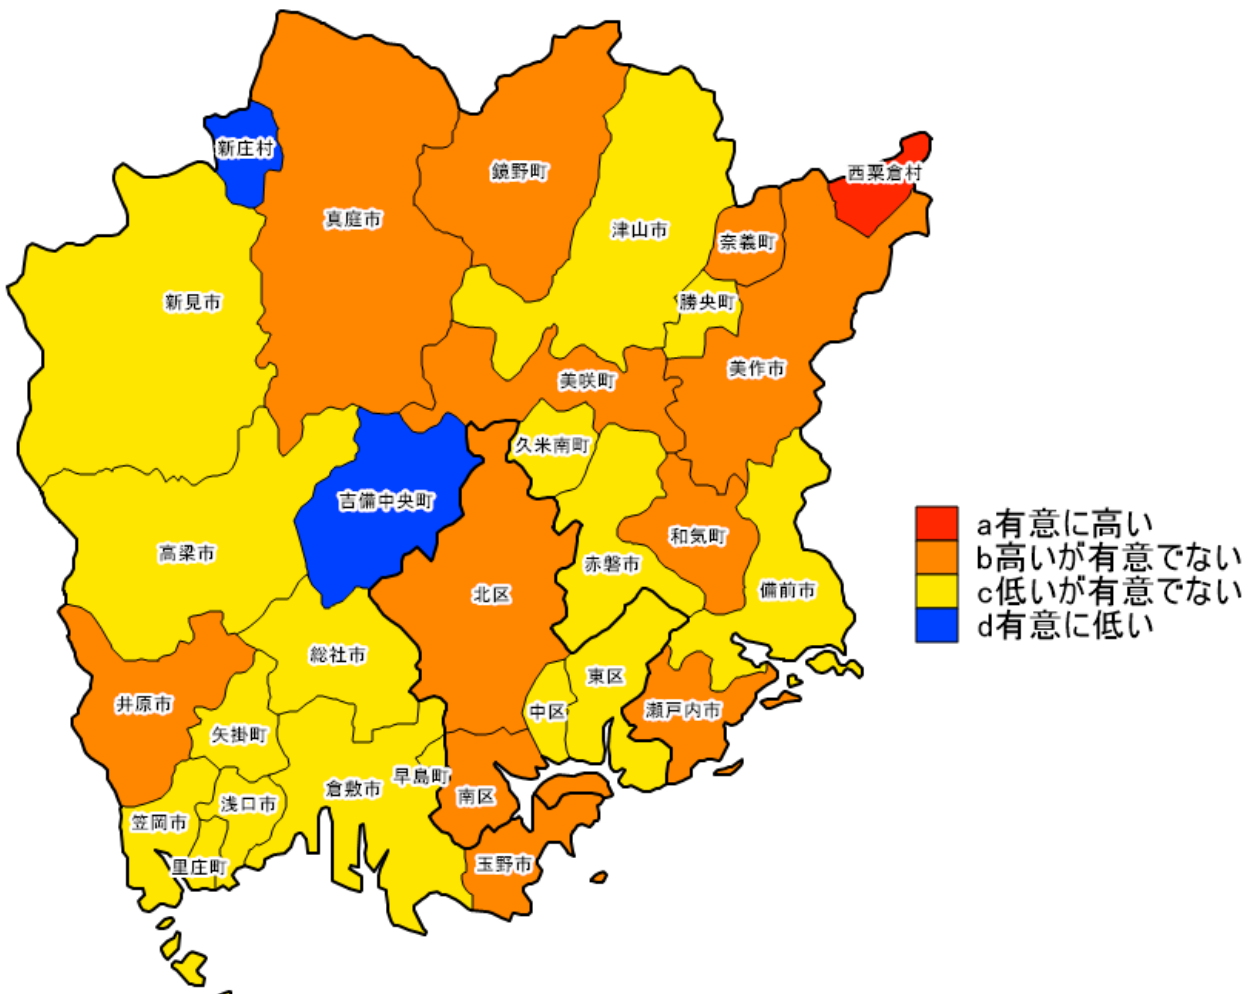 新庄村
西粟倉村
鏡野町
真庭市
津山市
奈義町
新見市
勝央町
美作市
美咲町
久米南町
吉備中央町
和気町
高梁市
赤磐市
備前市
北区
総社市
東区
井原市
瀬戸内市
中区
矢掛町
早島町
倉敷市
南区
浅口市
笠岡市
玉野市
里庄町
a有意に高い
b高いが有意でない
c低いが有意でない
d有意に低い